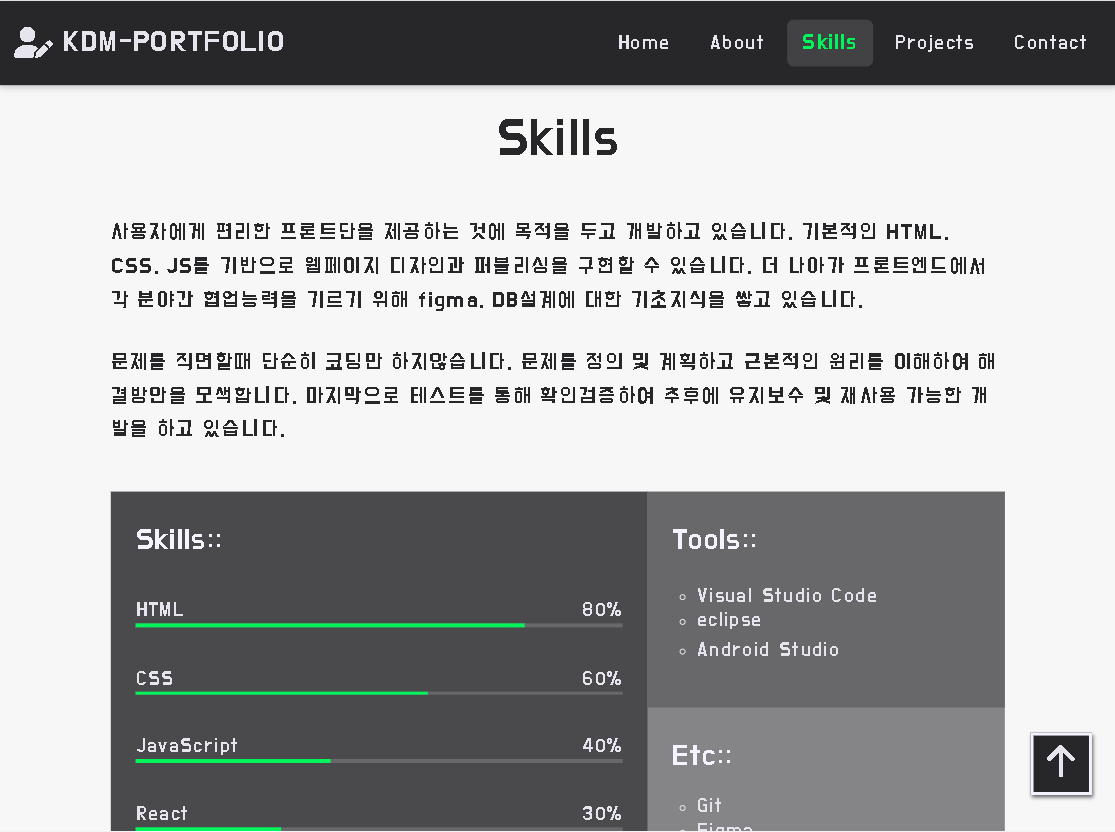 KDM-PORTFOLIO
Home
About
Skills
Projects
Contact
Skills
사용자에게 편리한 프론트단을 제공하는 것에 목적을 두고 개발하고 있습니다. 기본적인 HTML,
CSS, JS를 기반으로 웹페이지 디자인과 퍼블리싱을 구현할 수 있습니다. 더 나아가 프론트엔드에서
각 분야간 협업능력을 기르기 위해 figma, DB설계에 대한 기초지식을 쌓고 있습니다.
문제를 직면할때 단순히 코딩만 하지않습니다. 문제를 정의 및 계획하고 근본적인 원리를 이해하여 해
결방안을 모색합니다. 마지막으로 테스트를 통해 확인검증하여 추후에 유지보수 및 재사용 가능한 개
발을 하고 있습니다.
Skills::
HTML 80%
CSS 60%
JavaScript 40%
React 30%
Tools::
Visual Studio Code
eclipse
Android Studio
Etc::
Git
Figma